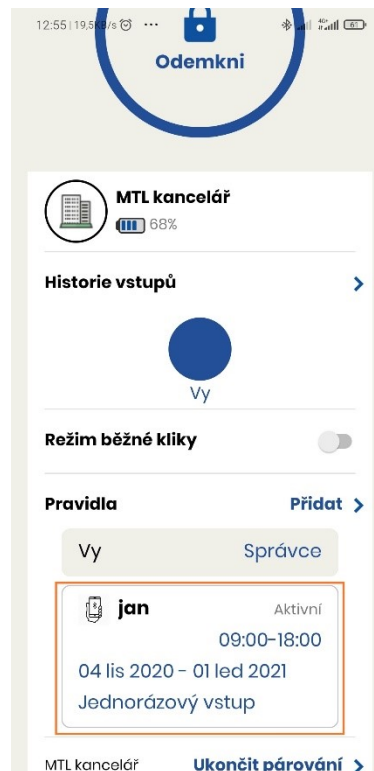 12:55 | 19,5KB/s ...
Odemkni
MTL kancelář
68%
Historie vstupů
Vy
Režim běžné kliky
Pravidla Přidat
Vy Správce
jan Aktivní
09:00-18:00
04 lis 2020 - 01 led 2021
Jednorázový vstup
MTL kancelář Ukončit párování